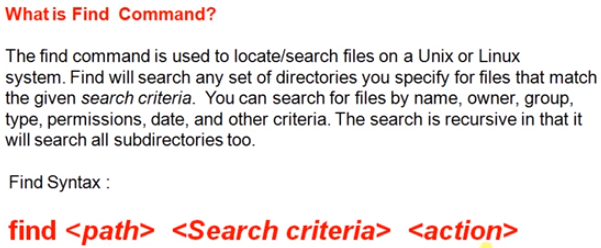 What is Find Command?
The find command is used to locate/search files on a Unix or Linux
system. Find will search any set of directories you specify for files that match
the given search criteria. You can search for files by name, owner, group,
type, permissions, date, and other criteria. The search is recursive in that it
will search all subdirectories too.
Find Syntax :
find <path> <Search criteria> <action>